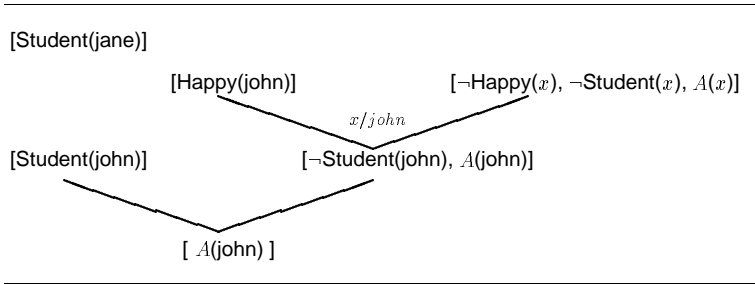 [Student(jane)]
[Happy(john)] [¬Happy(x), ¬Student(x), A(x)]
x/john
[Student(john)] [¬Student(john), A(john)]
[ A(john) ]